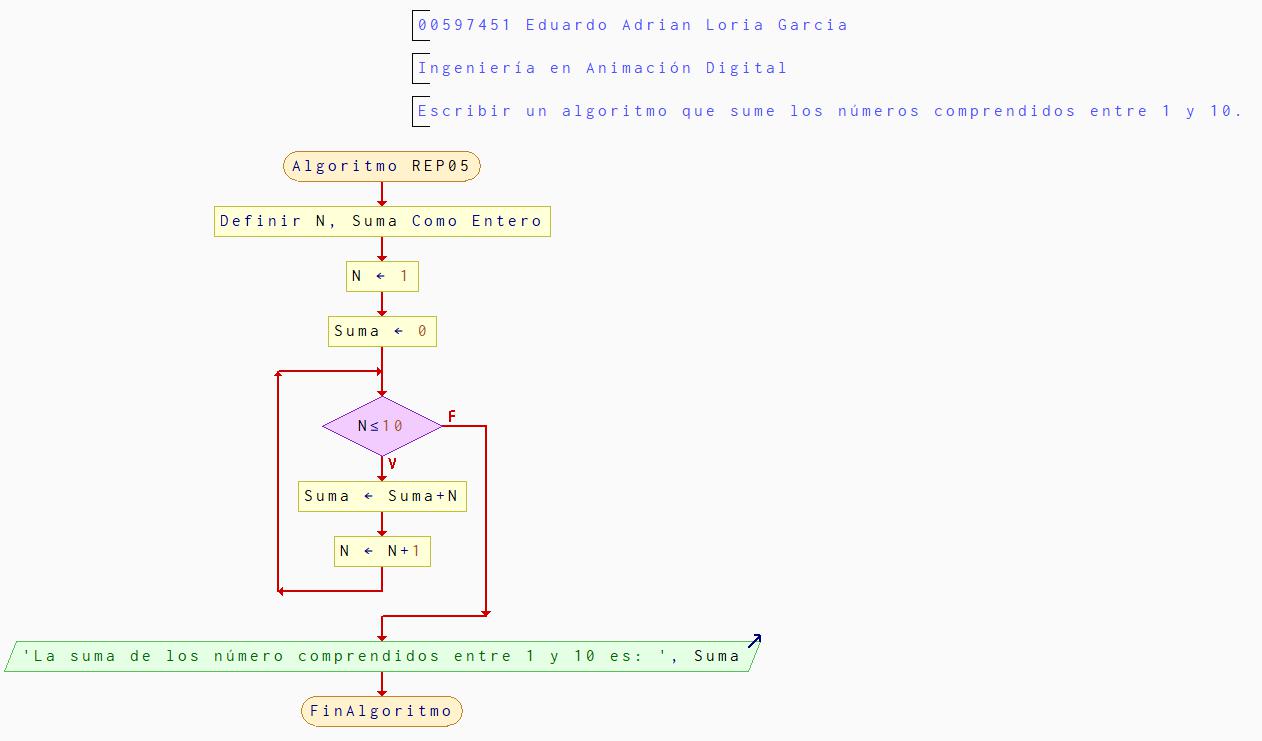 00597451 Eduardo Adrian Loria Garcia
Ingeniería en Animación Digital
Escribir un algoritmo que sume los números comprendidos entre 1 y 10.
Algoritmo REP05
Definir N, Suma Como Entero
N ← 1
Suma ← 0
N≤10
F
V
Suma ← Suma+N
N ← N+1
'La suma de los número comprendidos entre 1 y 10 es: ', Suma
FinAlgoritmo